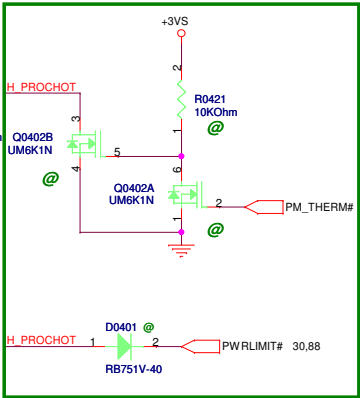 +3VS
H_PROCHOT
2
R0421
10KOhm
1
@
3
Q0402B
UM6K1N
5
4
@
6
Q0402A
UM6K1N
2
PM_THERM#
1
@
H_PROCHOT
1
D0401 @
2
PWRLIMIT# 30,88
RB751V-40